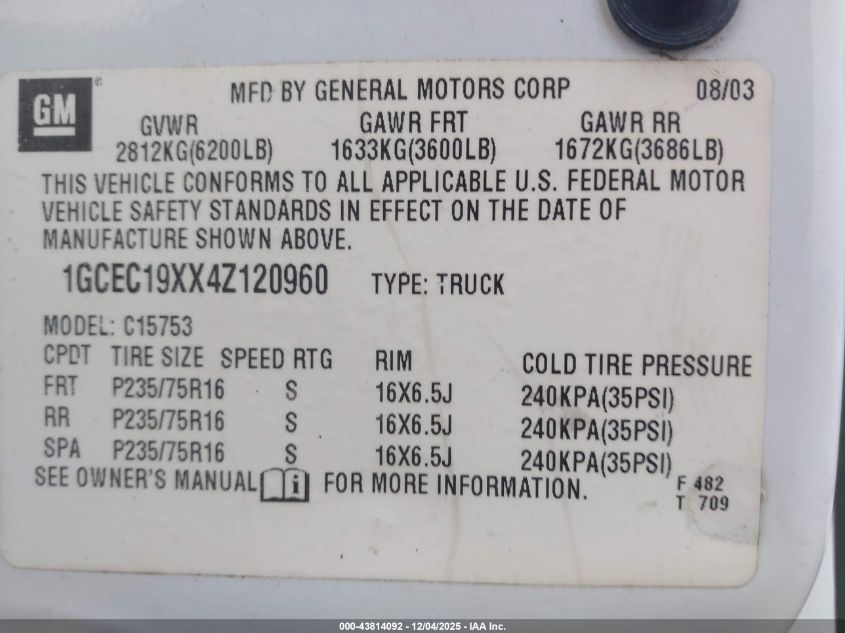 GM ®
MFD BY GENERAL MOTORS CORP 08/03
GVWR GAWR FRT GAWR RR
2812KG(6200LB) 1633KG(3600LB) 1672KG(3686LB)
THIS VEHICLE CONFORMS TO ALL APPLICABLE U.S. FEDERAL MOTOR
VEHICLE SAFETY STANDARDS IN EFFECT ON THE DATE OF
MANUFACTURE SHOWN ABOVE.
1GCEC19XX4Z120960 TYPE: TRUCK
MODEL: C15753
CPDT TIRE SIZE SPEED RTG RIM COLD TIRE PRESSURE
FRT P235/75R16 S 16X6.5J 240KPA(35PSI)
RR P235/75R16 S 16X6.5J 240KPA(35PSI)
SPA P235/75R16 S 16X6.5J 240KPA(35PSI)
SEE OWNER'S MANUAL i FOR MORE INFORMATION.
F 482
T 709
000-43814092 - 12/04/2025 - IAA Inc.